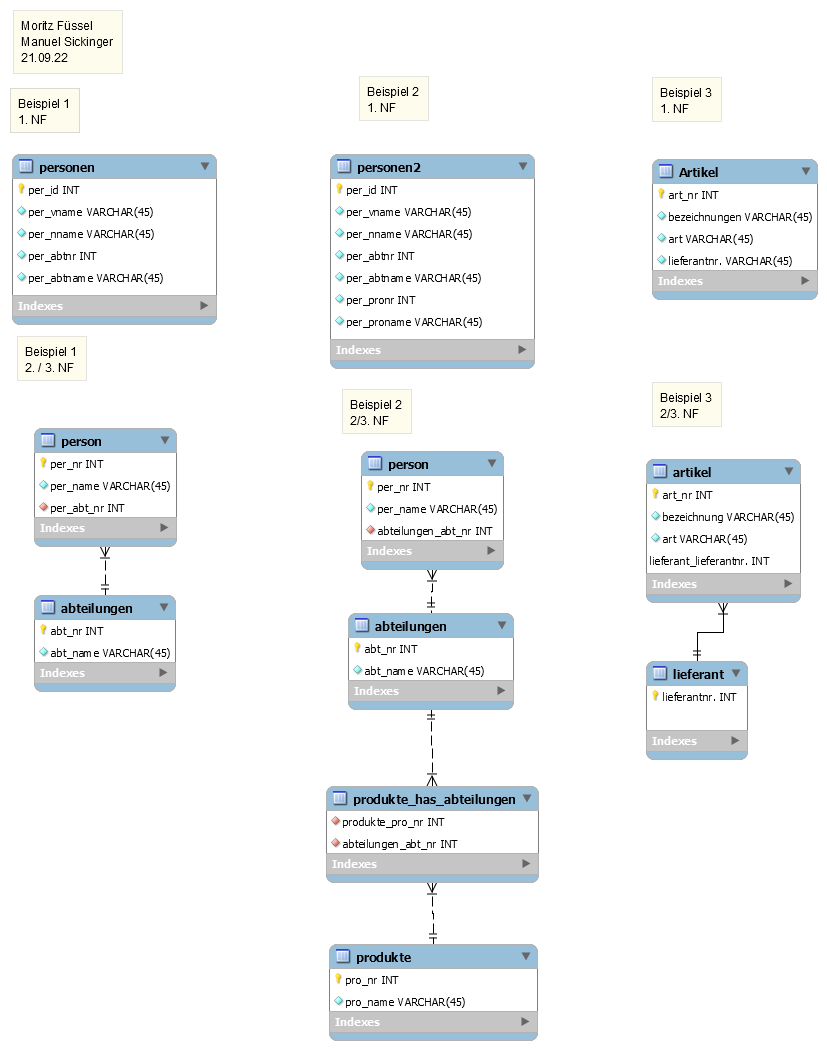 Moritz Füssel
Manuel Sickinger
21.09.22
Beispiel 1
1. NF
personen
per_id INT
per_vname VARCHAR(45)
per_nname VARCHAR(45)
per_abtnr INT
per_abtname VARCHAR(45)
Indexes
Beispiel 1
2. / 3. NF
person
per_nr INT
per_name VARCHAR(45)
per_abt_nr INT
Indexes
abteilungen
abt_nr INT
abt_name VARCHAR(45)
Indexes
Beispiel 2
1. NF
personen2
per_id INT
per_vname VARCHAR(45)
per_nname VARCHAR(45)
per_abtnr INT
per_abtname VARCHAR(45)
per_pronr INT
per_proname VARCHAR(45)
Indexes
Beispiel 2
2/3. NF
person
per_nr INT
per_name VARCHAR(45)
abteilungen_abt_nr INT
Indexes
abteilungen
abt_nr INT
abt_name VARCHAR(45)
Indexes
produkte_has_abteilungen
produkte_pro_nr INT
abteilungen_abt_nr INT
Indexes
produkte
pro_nr INT
pro_name VARCHAR(45)
Indexes
Beispiel 3
1. NF
Artikel
art_nr INT
bezeichnungen VARCHAR(45)
art VARCHAR(45)
lieferantnr. VARCHAR(45)
Indexes
Beispiel 3
2/3. NF
artikel
art_nr INT
bezeichnung VARCHAR(45)
art VARCHAR(45)
lieferant_lieferantnr. INT
Indexes
lieferant
lieferantnr. INT
Indexes